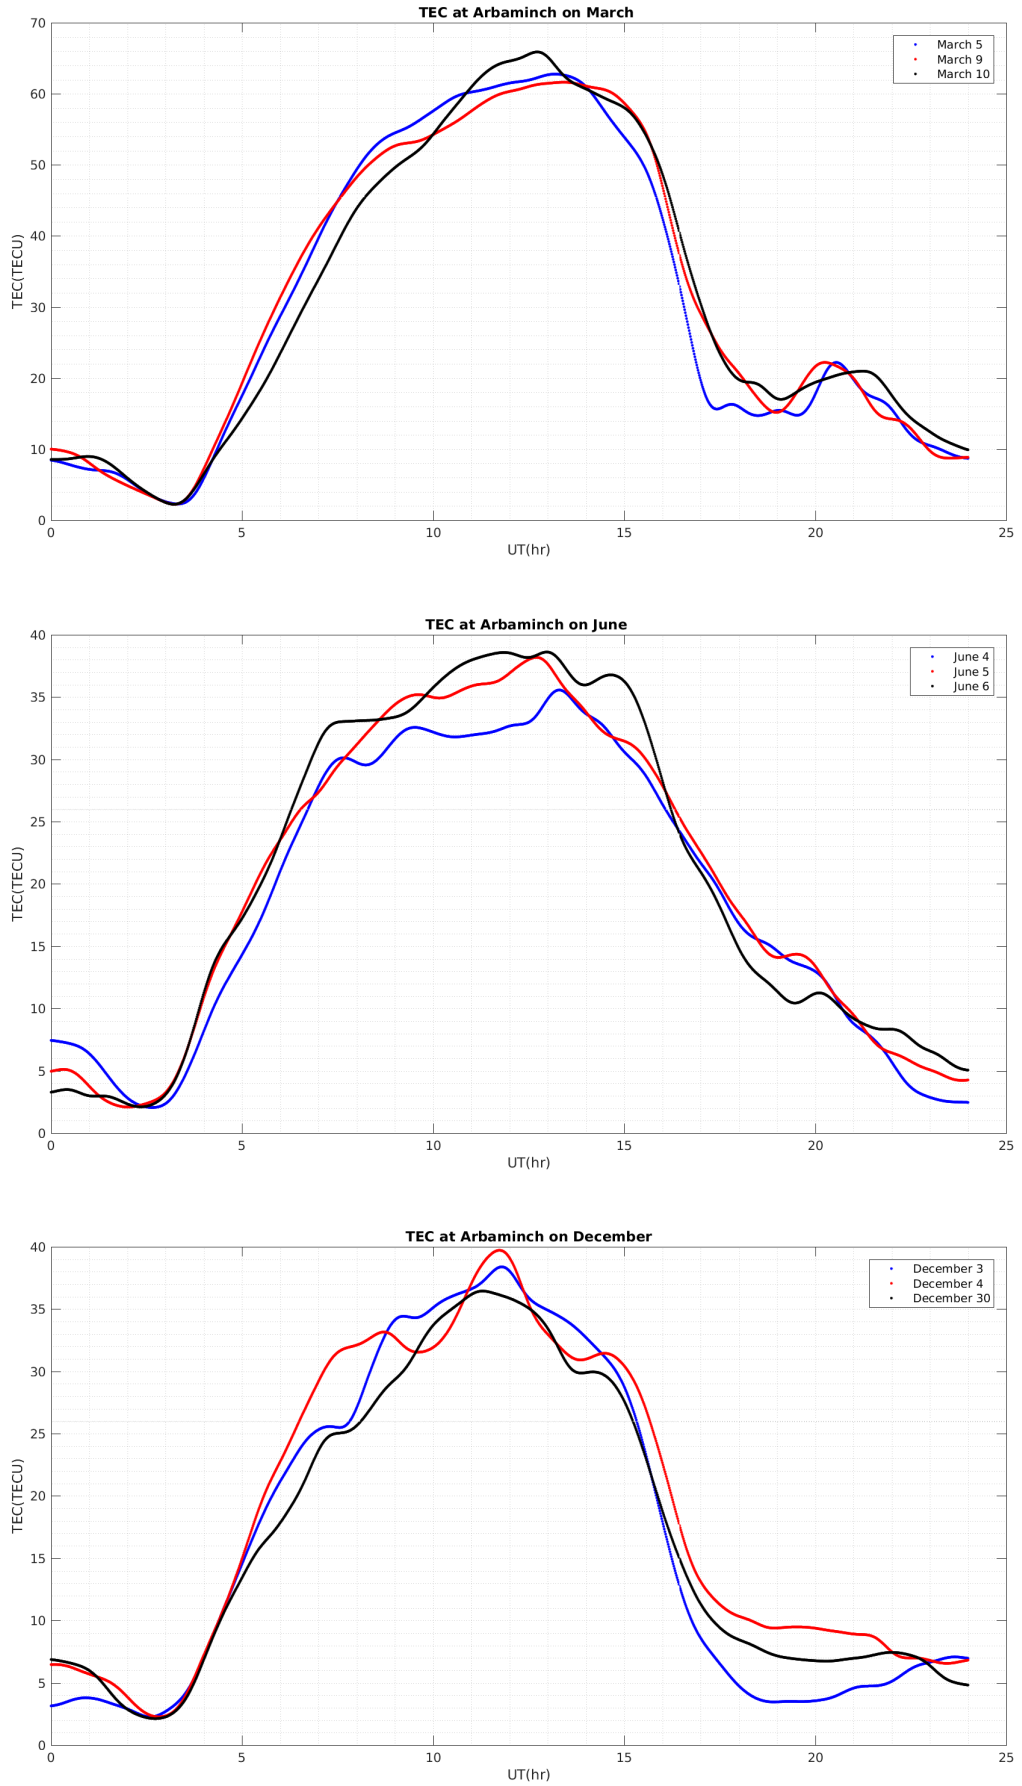 TEC at Arbaminch on March
70
60
50
40
30
20
10
0
TEC(TECU)
March 5
March 9
March 10
0 5 10 15 20 25
UT(hr)
TEC at Arbaminch on June
40
35
30
25
20
15
10
5
0
TEC(TECU)
June 4
June 5
June 6
0 5 10 15 20 25
UT(hr)
TEC at Arbaminch on December
40
35
30
25
20
15
10
5
0
TEC(TECU)
December 3
December 4
December 30
0 5 10 15 20 25
UT(hr)